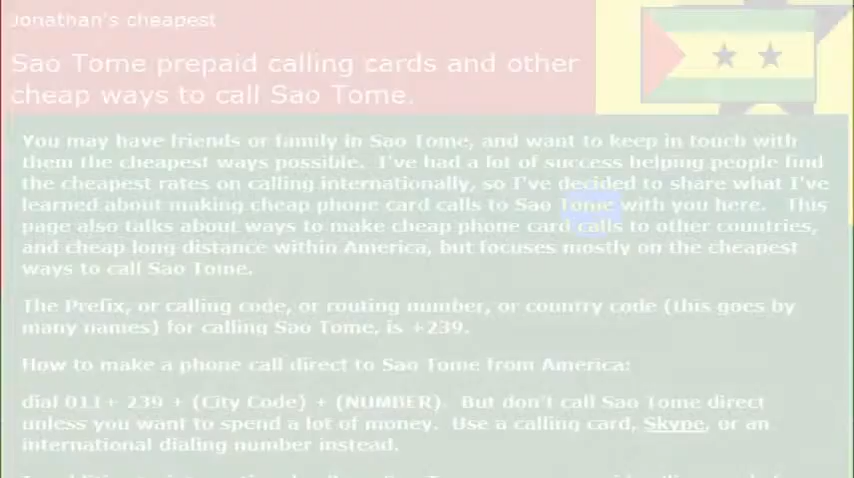 Jonathan's cheapest
Sao Tome prepaid calling cards and other
cheap ways to call Sao Tome.
You may have friends or family in Sao Tome, and want to keep in touch with
them the cheapest ways possible. I've had a lot of success helping people find
the cheapest rates on calling internationally, so I've decided to share what I've
learned about making cheap phone card calls to Sao Tome with you here. This
page also talks about ways to make cheap phone card calls to other countries,
and cheap long distance within America, but focuses mostly on the cheapest
ways to call Sao Tome.
The Prefix, or calling code, or routing number, or country code (this goes by
many names) for calling Sao Tome, is +239.
How to make a phone call direct to Sao Tome from America:
dial 011+ 239 + (City Code) + (NUMBER). But don't call Sao Tome direct
unless you want to spend a lot of money. Use a calling card, Skype, or an
international dialing number instead.